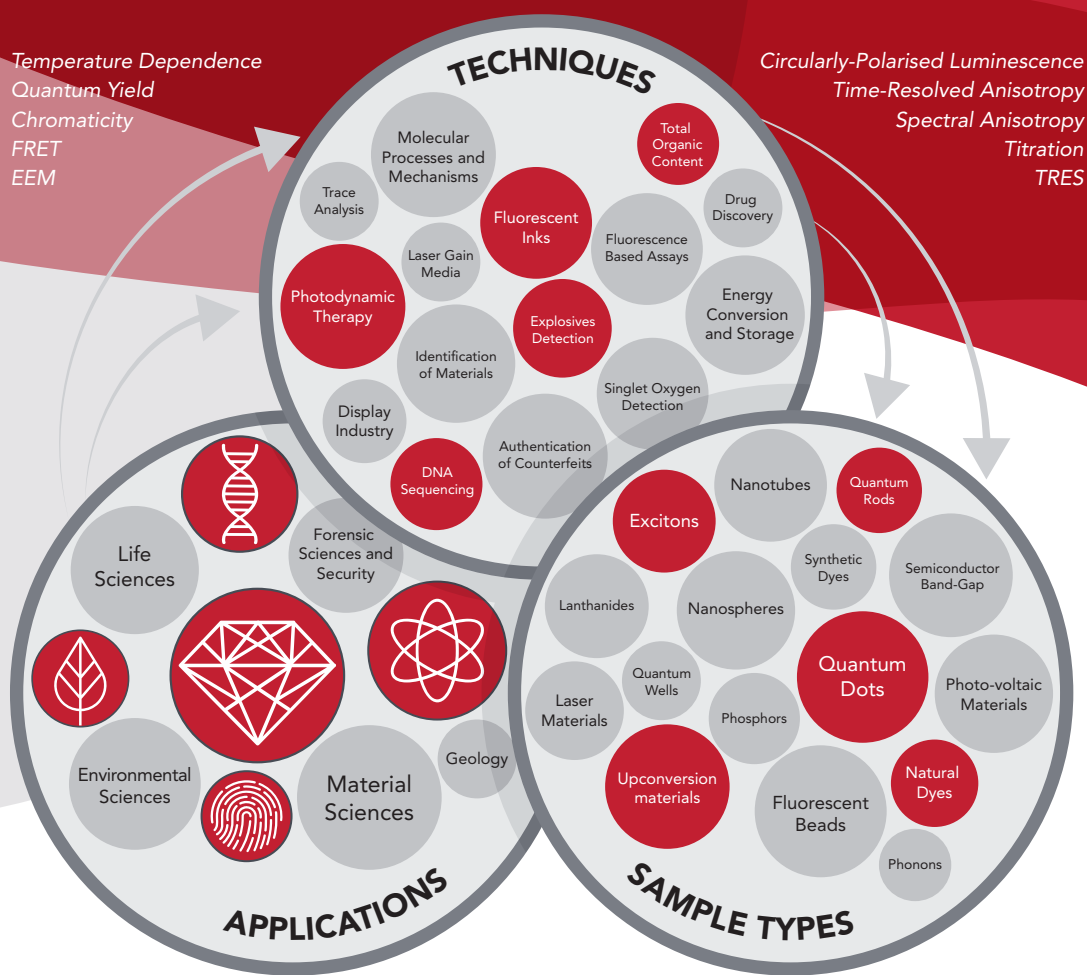 Temperature Dependence
Quantum Yield
Chromaticity
FRET
EEM
Circularly-Polarised Luminescence
Time-Resolved Anisotropy
Spectral Anisotropy
Titration
TRES
TECHNIQUES
Molecular
Processes and
Mechanisms
Total
Organic
Content
Trace
Analysis
Fluorescent
Inks
Drug
Discovery
Laser Gain
Media
Fluorescence
Based Assays
Photodynamic
Therapy
Explosives
Detection
Energy
Conversion
and Storage
Identification
of Materials
Singlet Oxygen
Detection
Display
Industry
Authentication
of Counterfeits
DNA
Sequencing
Life
Sciences
Forensic
Sciences and
Security
Environmental
Sciences
Material
Sciences
Geology
APPLICATIONS
Nanotubes
Quantum
Rods
Excitons
Synthetic
Dyes
Semiconductor
Band-Gap
Lanthanides
Nanospheres
Quantum
Wells
Quantum
Dots
Photo-voltaic
Materials
Laser
Materials
Phosphors
Upconversion
materials
Natural
Dyes
Fluorescent
Beads
Phonons
SAMPLE TYPES